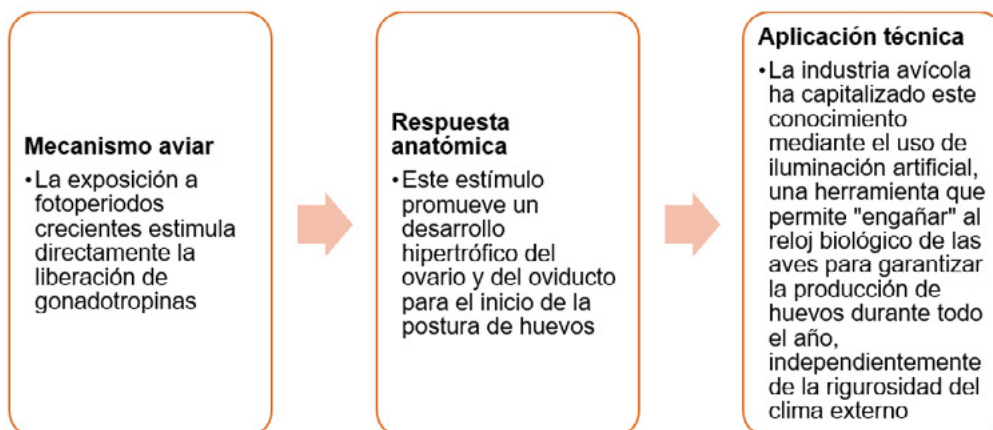 Mecanismo aviar
•La exposición a
fotoperiodos
crecientes estimula
directamente la
liberación de
gonadotropinas
Respuesta
anatómica
•Este estímulo
promueve un
desarrollo
hipertrófico del
ovario y del oviducto
para el inicio de la
postura de huevos
Aplicación técnica
•La industria avícola
ha capitalizado este
conocimiento
mediante el uso de
iluminación artificial,
una herramienta que
permite "engañar" al
reloj biológico de las
aves para garantizar
la producción de
huevos durante todo
el año,
independientemente
de la rigurosidad del
clima externo